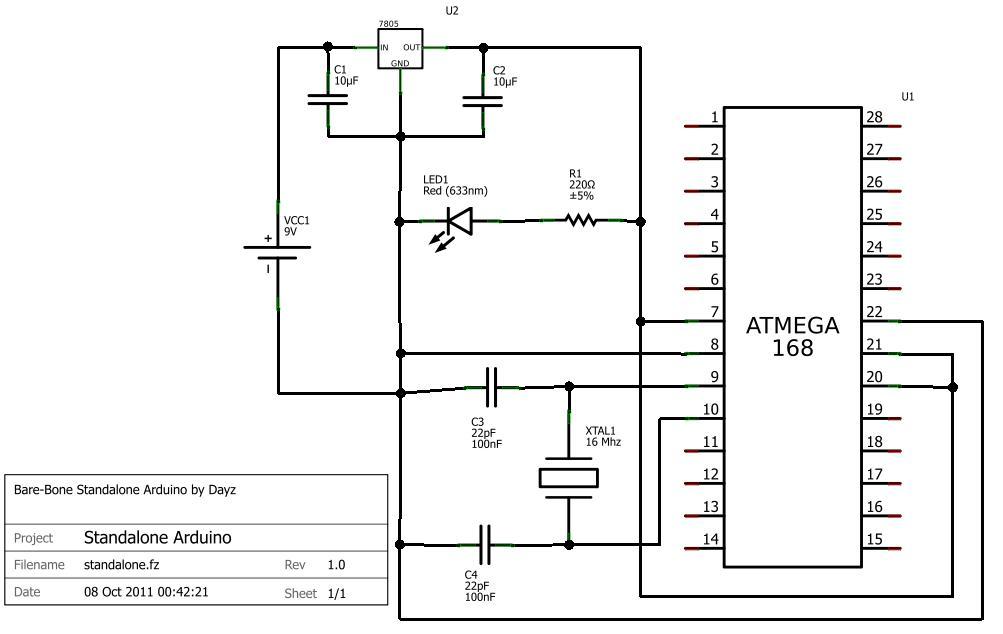 U2
7805
IN OUT
GND
C1
10µF
C2
10µF
U1
LED1
Red (633nm)
R1
220Ω
±5%
VCC1
9V
+
−
ATMEGA
168
1
2
3
4
5
6
7
8
9
10
11
12
13
14
28
27
26
25
24
23
22
21
20
19
18
17
16
15
C3
22pF
100nF
XTAL1
16 Mhz
C4
22pF
100nF
Bare-Bone Standalone Arduino by Dayz
Project Standalone Arduino
Filename standalone.fz Rev 1.0
Date 08 Oct 2011 00:42:21 Sheet 1/1